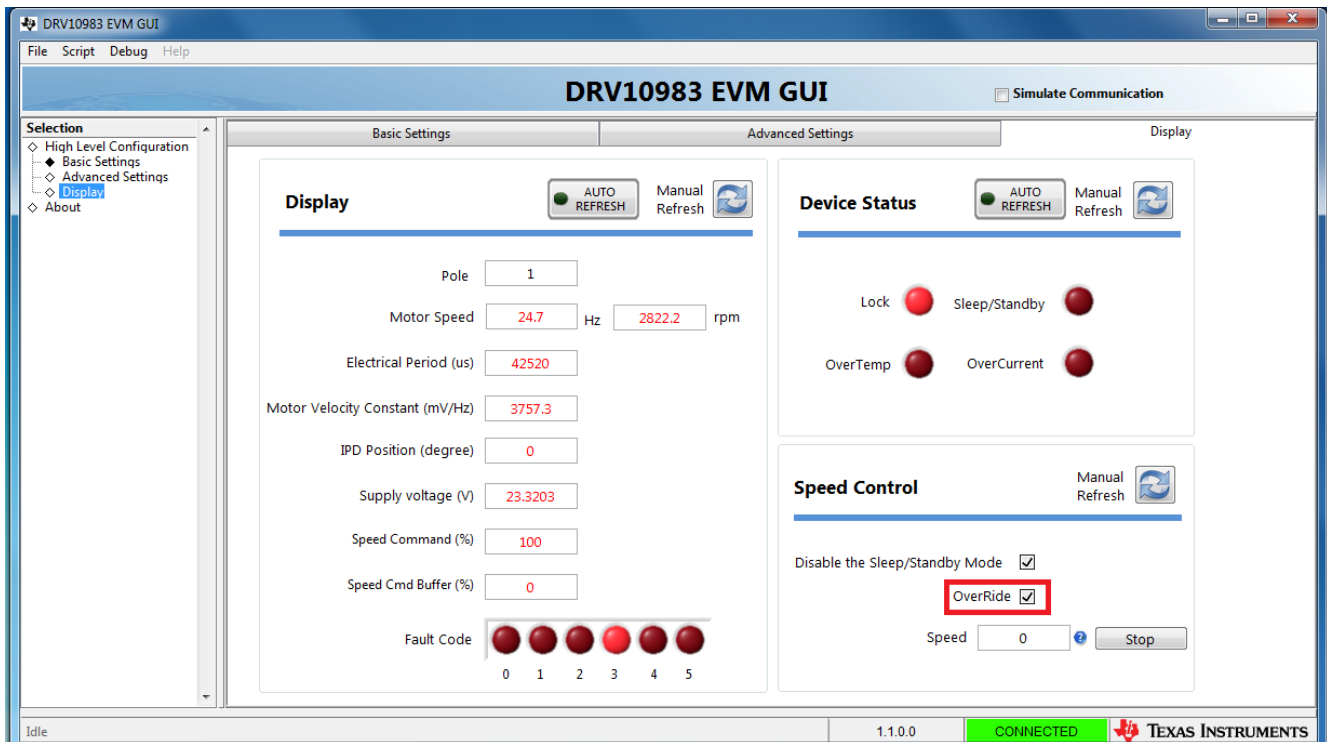 DRV10983 EVM GUI
File Script Debug Help
DRV10983 EVM GUI
Simulate Communication
Selection
High Level Configuration
Basic Settings
Advanced Settings
Display
About
Basic Settings
Advanced Settings
Display
Display
AUTO REFRESH
Manual Refresh
Pole 1
Motor Speed 24.7 Hz 2822.2 rpm
Electrical Period (us) 42520
Motor Velocity Constant (mV/Hz) 3757.3
IPD Position (degree) 0
Supply voltage (V) 23.3203
Speed Command (%) 100
Speed Cmd Buffer (%) 0
Fault Code
0 1 2 3 4 5
Device Status
AUTO REFRESH
Manual Refresh
Lock Sleep/Standby
OverTemp OverCurrent
Speed Control
Manual Refresh
Disable the Sleep/Standby Mode
OverRide
Speed 0 ? Stop
Idle 1.1.0.0 CONNECTED TEXAS INSTRUMENTS